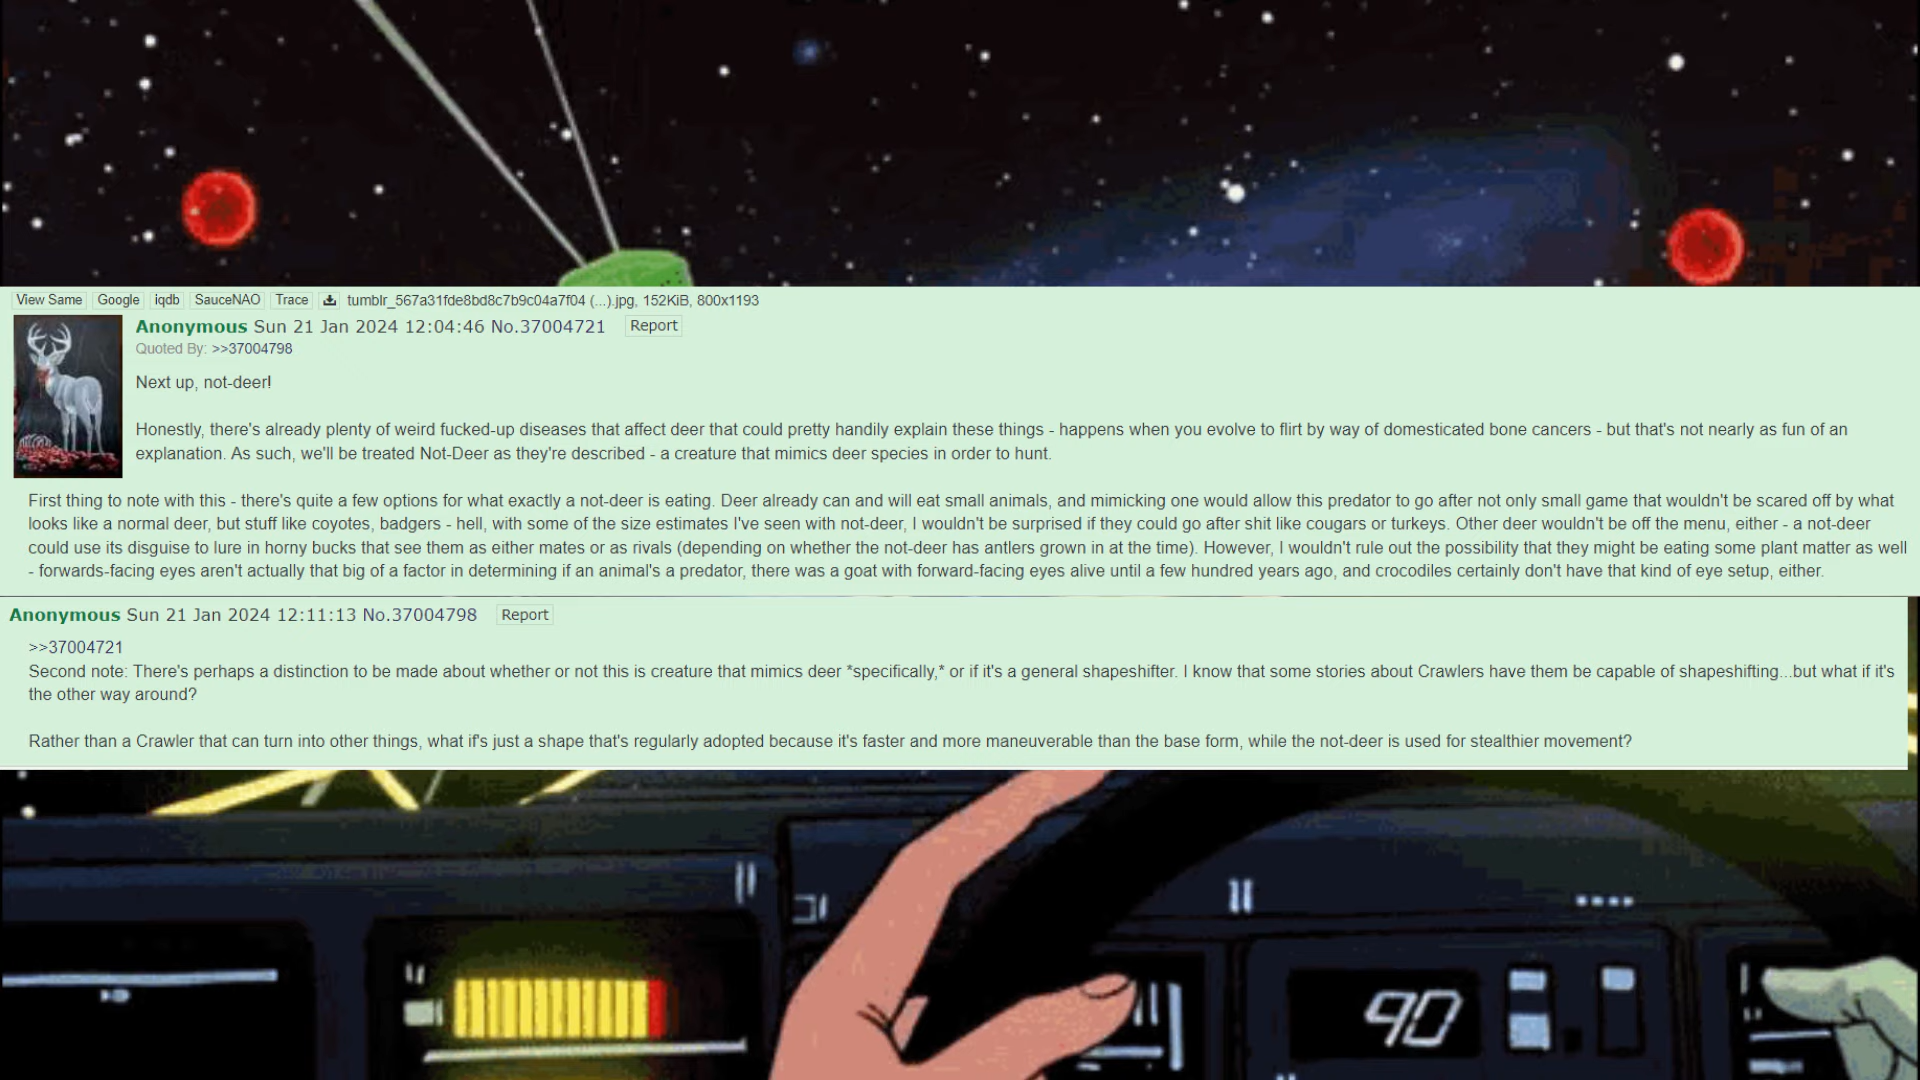 View Same Google iqdb SauceNAO Trace tumblr_567a31fde8bd8c7b9c04a7f04 (...).jpg, 152KiB, 800x1193
Anonymous Sun 21 Jan 2024 12:04:46 No.37004721 Report
Quoted By: >>37004798
Next up, not-deer!
Honestly, there's already plenty of weird fucked-up diseases that affect deer that could pretty handily explain these things - happens when you evolve to flirt by way of domesticated bone cancers - but that's not nearly as fun of an
explanation. As such, we'll be treated Not-Deer as they're described - a creature that mimics deer species in order to hunt.
First thing to note with this - there's quite a few options for what exactly a not-deer is eating. Deer already can and will eat small animals, and mimicking one would allow this predator to go after not only small game that wouldn't be scared off by what
looks like a normal deer, but stuff like coyotes, badgers - hell, with some of the size estimates I've seen with not-deer, I wouldn't be surprised if they could go after shit like cougars or turkeys. Other deer wouldn't be off the menu, either - a not-deer
could use its disguise to lure in horny bucks that see them as either mates or as rivals (depending on whether the not-deer has antlers grown in at the time). However, I wouldn't rule out the possibility that they might be eating some plant matter as well
- forwards-facing eyes aren't actually that big of a factor in determining if an animal's a predator, there was a goat with forward-facing eyes alive until a few hundred years ago, and crocodiles certainly don't have that kind of eye setup, either.
Anonymous Sun 21 Jan 2024 12:11:13 No.37004798 Report
>>37004721
Second note: There's perhaps a distinction to be made about whether or not this is creature that mimics deer *specifically,* or if it's a general shapeshifter. I know that some stories about Crawlers have them be capable of shapeshifting...but what if it's
the other way around?
Rather than a Crawler that can turn into other things, what if's just a shape that's regularly adopted because it's faster and more maneuverable than the base form, while the not-deer is used for stealthier movement?
90